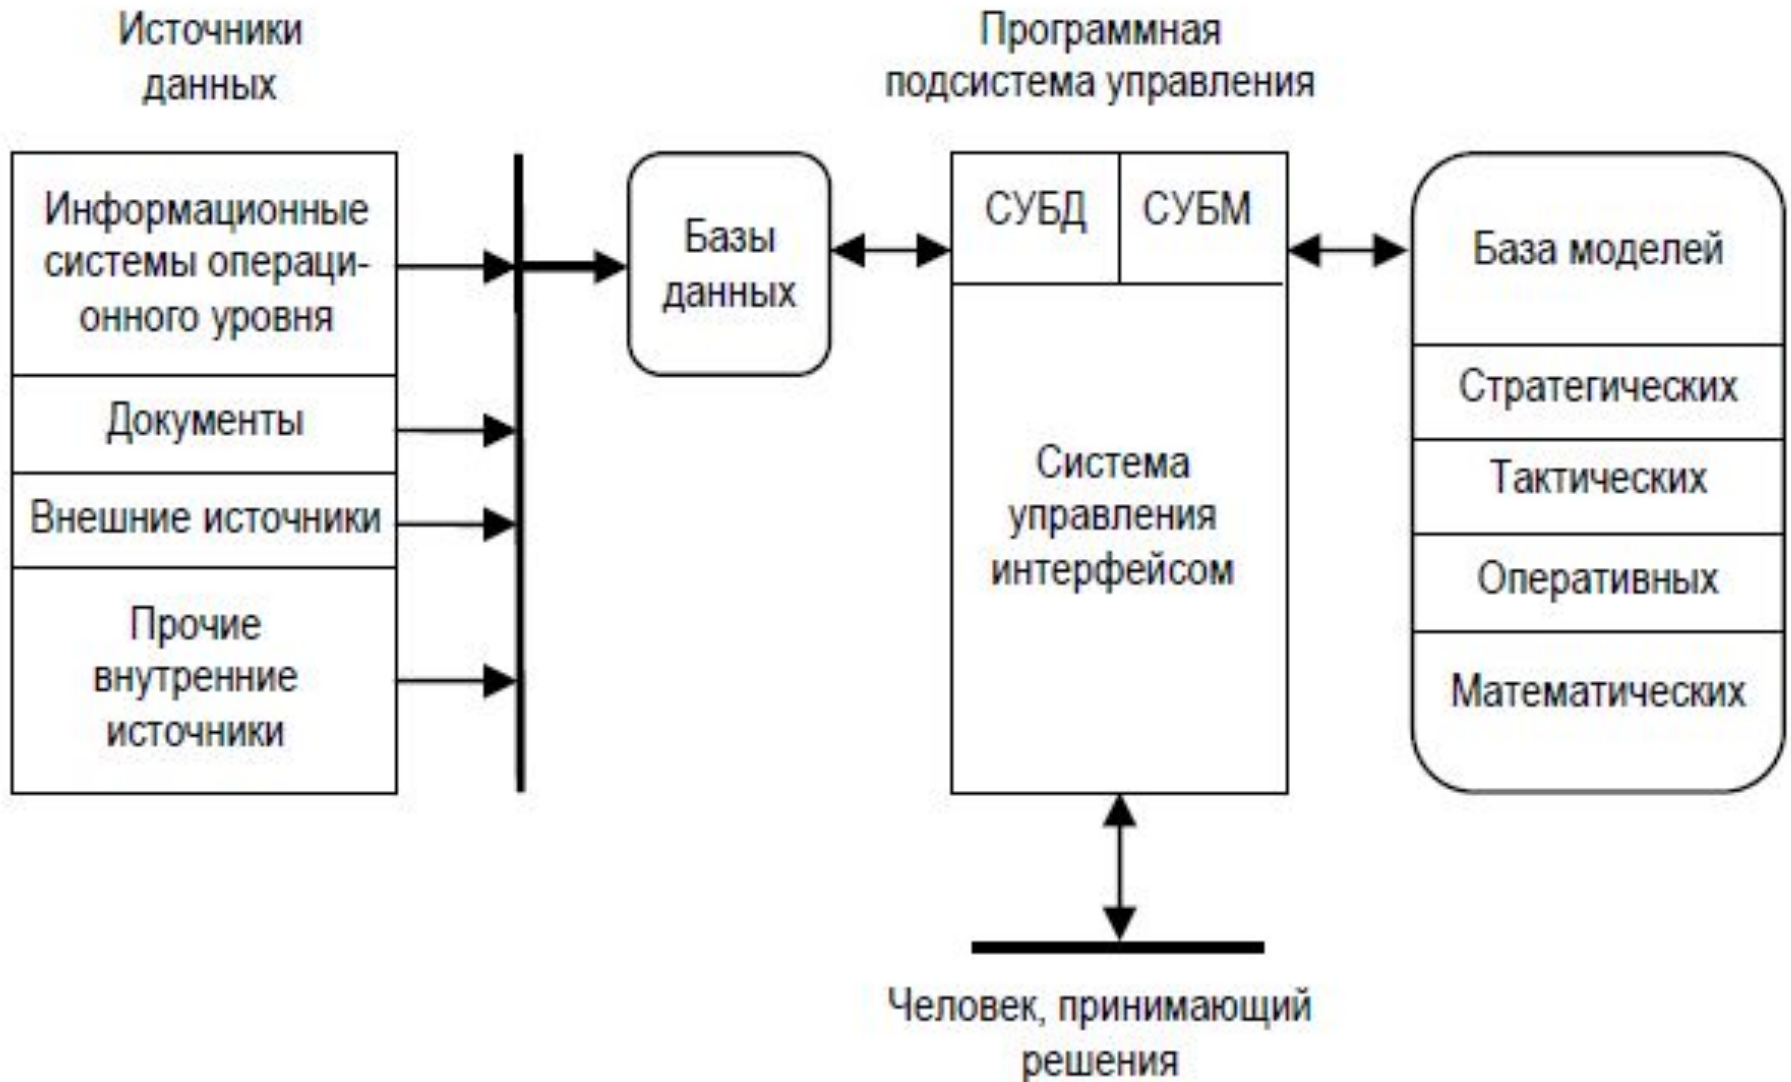 Источники
данных
Программная
подсистема управления
Информационные
системы операци-
онного уровня
Документы
Внешние источники
Прочие
внутренние
источники
Базы
данных
СУБД
СУБМ
Система
управления
интерфейсом
База моделей
Стратегических
Тактических
Оперативных
Математических
Человек, принимающий
решения